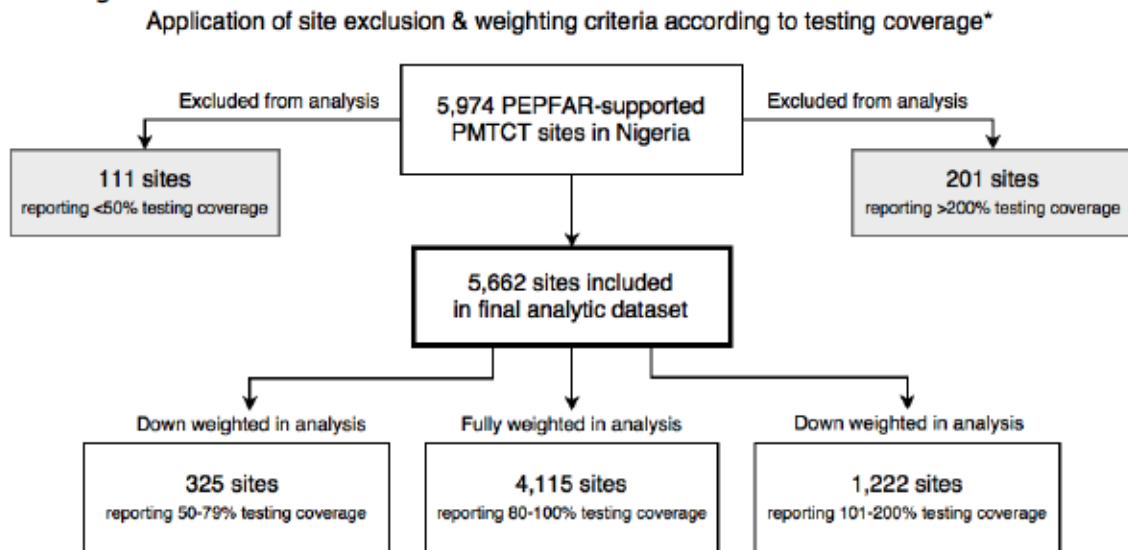 Application of site exclusion & weighting criteria according to testing coverage*
Excluded from analysis
5,974 PEPFAR-supported
PMTCT sites in Nigeria
Excluded from analysis
111 sites
reporting <50% testing coverage
201 sites
reporting >200% testing coverage
5,662 sites included
in final analytic dataset
Down weighted in analysis
Fully weighted in analysis
Down weighted in analysis
325 sites
reporting 50-79% testing coverage
4,115 sites
reporting 80-100% testing coverage
1,222 sites
reporting 101-200% testing coverage